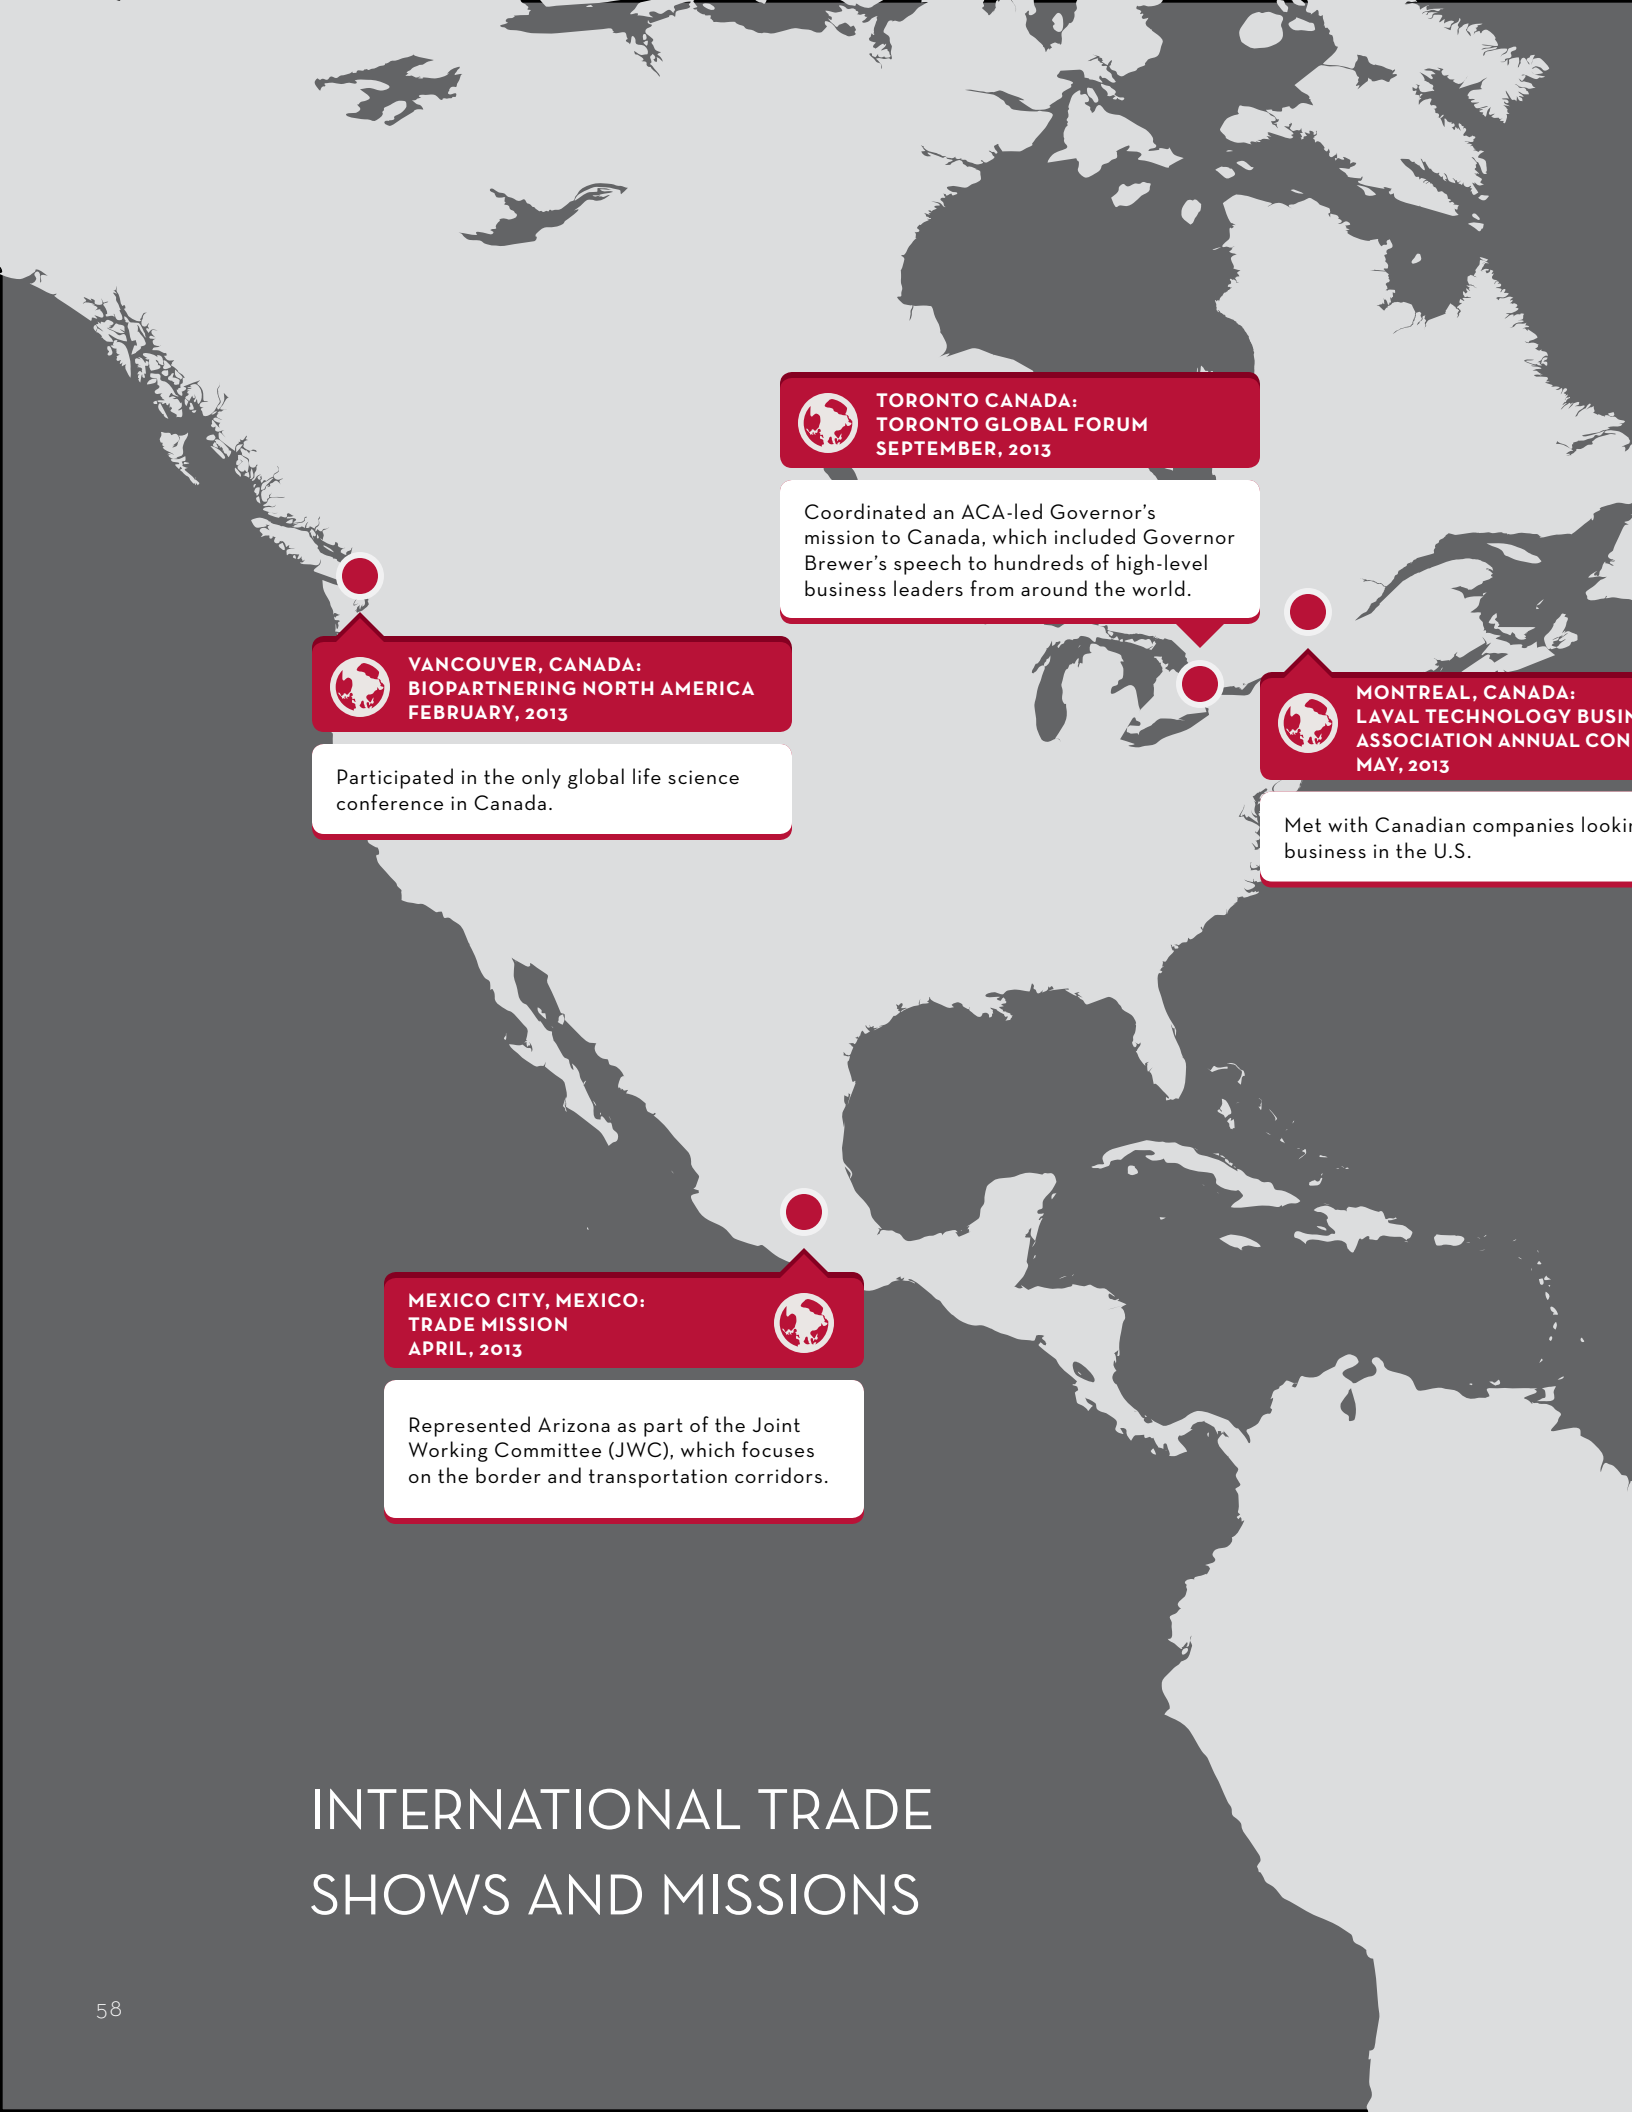 TORONTO CANADA:
TORONTO GLOBAL FORUM
SEPTEMBER, 2013
Coordinated an ACA-led Governor's
mission to Canada, which included Governor
Brewer's speech to hundreds of high-level
business leaders from around the world.
VANCOUVER, CANADA:
BIOPARTNERING NORTH AMERICA
FEBRUARY, 2013
Participated in the only global life science
conference in Canada.
MONTREAL, CANADA:
LAVAL TECHNOLOGY
ASSOCIATION ANNUAL
MAY, 2013
Met with Canadian companies
business in the U.S.
MEXICO CITY, MEXICO:
TRADE MISSION
APRIL, 2013
Represented Arizona as part of the Joint
Working Committee (JWC), which focuses
on the border and transportation corridors.
INTERNATIONAL TRADE
SHOWS AND MISSIONS
58